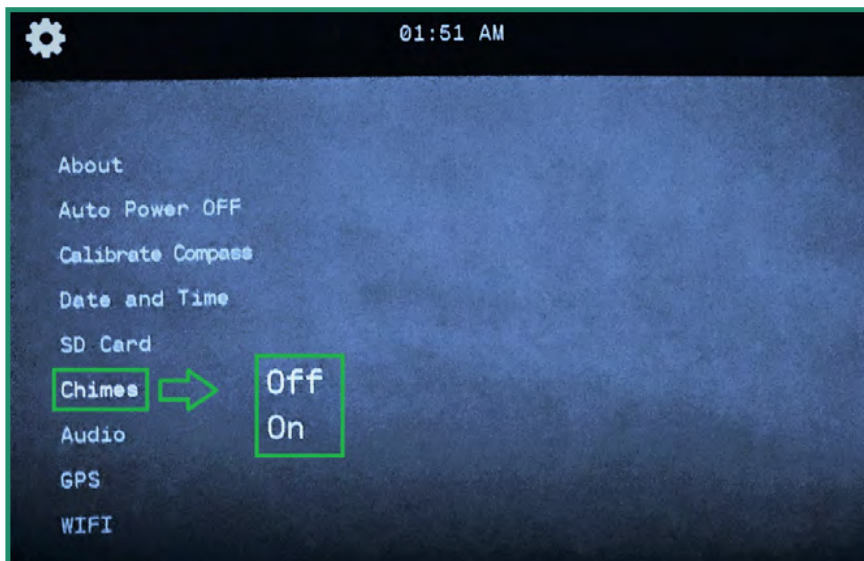 01:51 AM
About
Auto Power OFF
Calibrate Compass
Date and Time
SD Card
Chimes
Off
On
Audio
GPS
WIFI